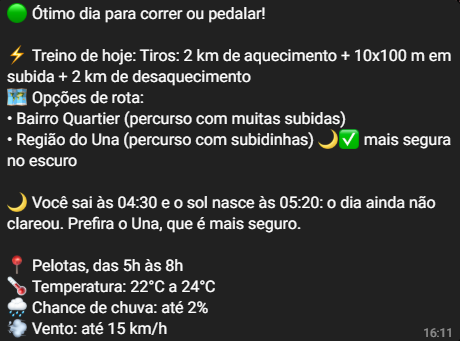 🟢 Ótimo dia para correr ou pedalar!
⚡ Treino de hoje: Tiros: 2 km de aquecimento + 10x100 m em
subida + 2 km de desaquecimento
🗺️ Opções de rota:
• Bairro Quartier (percurso com muitas subidas)
• Região do Una (percurso com subidinhas) 🌙✅ mais segura
no escuro
🌙 Você sai às 04:30 e o sol nasce às 05:20: o dia ainda não
clareou. Prefira o Una, que é mais seguro.
📍 Pelotas, das 5h às 8h
🌡️ Temperatura: 22°C a 24°C
🌧️ Chance de chuva: até 2%
💨 Vento: até 15 km/h
16:11